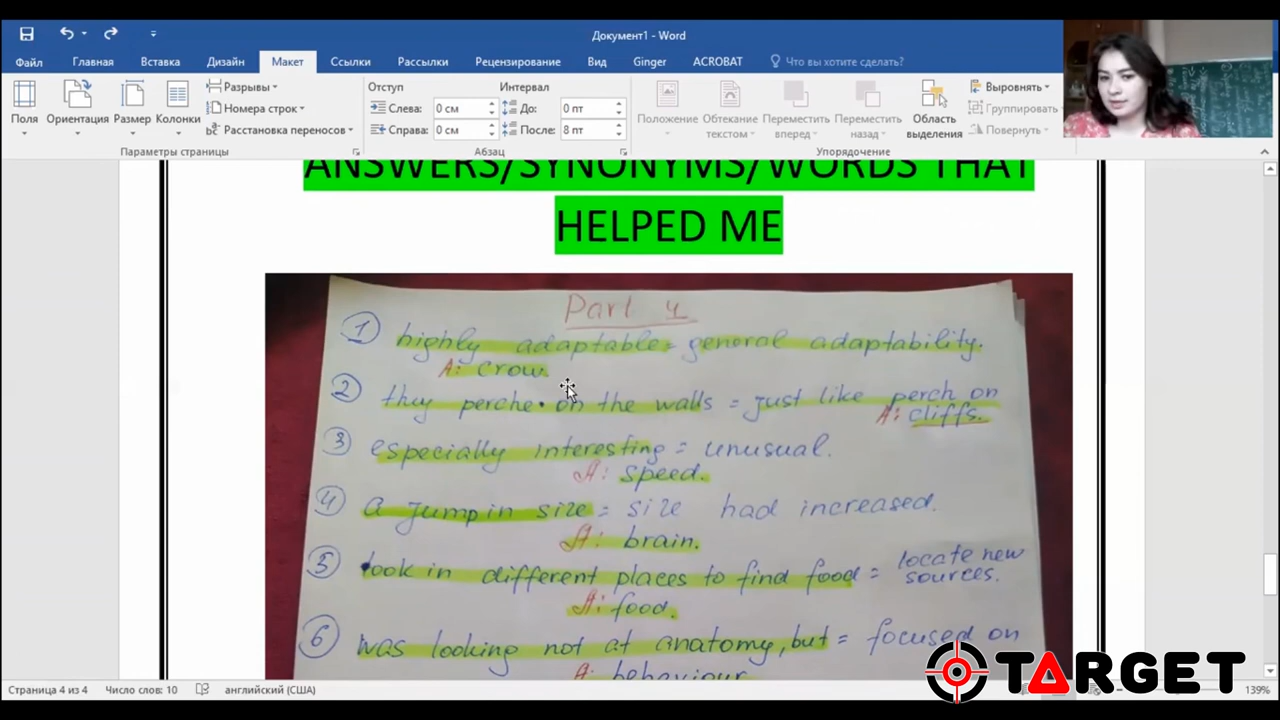 Документ1 - Word
Файл Главная Вставка Дизайн Макет Ссылки Рассылки Рецензирование Вид Ginger ACROBAT Что вы хотите сделать?
Поля Ориентация Размер Колонки
Разрывы
Номера строк
Расстановка переносов
Параметры страницы
Отступ
Слева: 0 см
Справа: 0 см
Интервал
До: 0 пт
После: 8 пт
Абзац
Положение Обтекание текстом Переместить вперед Переместить назад Область выделения
Выровнять
Группировать
Повернуть
Упорядочение
ANSWERS/SYNONYMS/WORDS THAT
HELPED ME
Part 4
1 highly adaptable = general adaptability.
A: crow.
2 they perche on the walls = just like perch on
A: cliffs.
3 especially interesting = unusual.
A: speed.
4 a jump in size = size had increased.
A: brain.
5 look in different places to find food = locate new
sources.
A: food.
6 was looking not at anatomy, but = focused on
A: behaviour
TARGET
Страница 4 из 4 Число слов: 10 английский (США) 139%